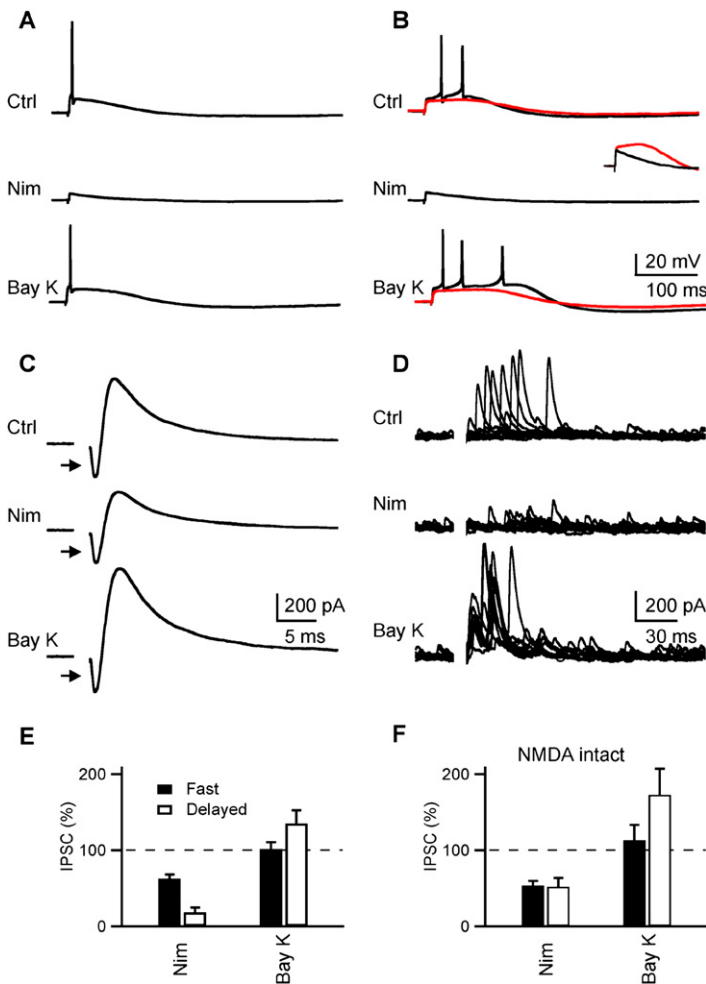 A
B
Ctrl
Ctrl
Nim
Nim
Bay K
Bay K
20 mV
100 ms
C
D
Ctrl
Ctrl
Nim
Nim
Bay K
Bay K
200 pA
5 ms
200 pA
30 ms
E
F
NMDA intact
200
Fast
Delayed
100
0
IPSC (%)
Nim
Bay K
200
100
0
IPSC (%)
Nim
Bay K